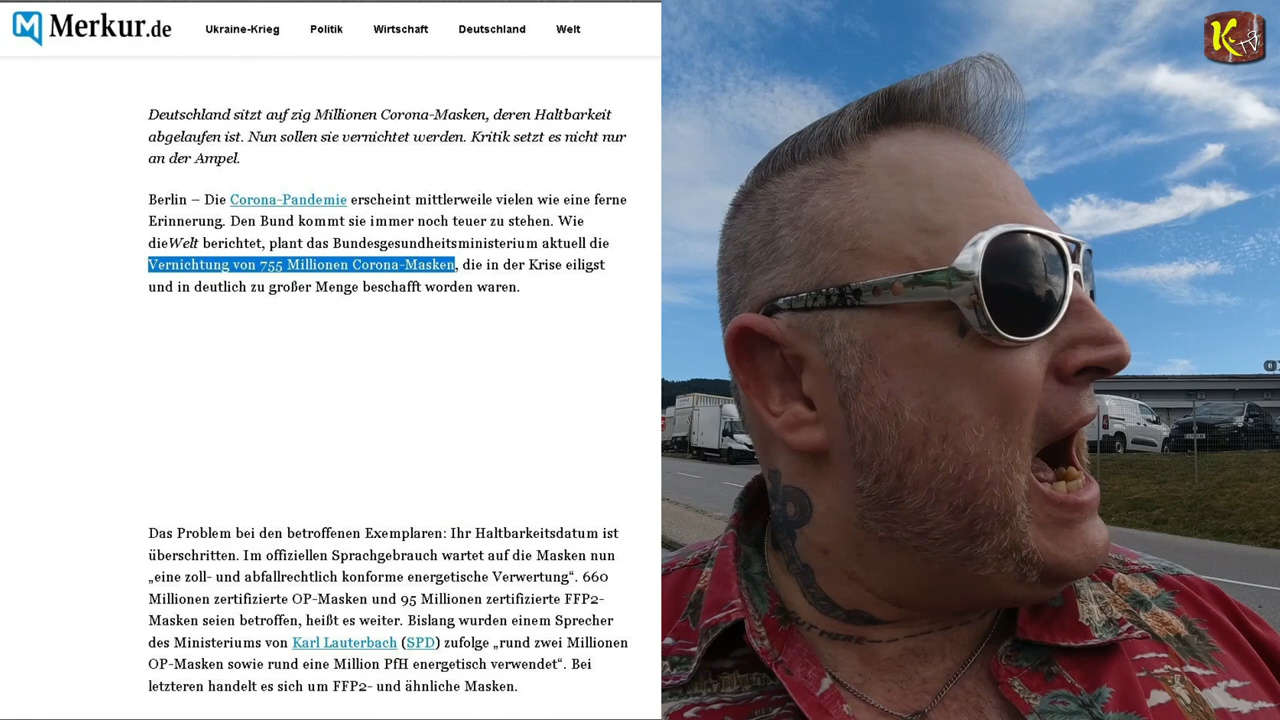 Merkur.de
Ukraine-Krieg Politik Wirtschaft Deutschland Welt
Deutschland sitzt auf zig Millionen Corona-Masken, deren Haltbarkeit
abgelaufen ist. Nun sollen sie vernichtet werden. Kritik setzt es nicht nur
an der Ampel.
Berlin – Die Corona-Pandemie erscheint mittlerweile vielen wie eine ferne
Erinnerung. Den Bund kommt sie immer noch teuer zu stehen. Wie
dieWelt berichtet, plant das Bundesgesundheitsministerium aktuell die
Vernichtung von 755 Millionen Corona-Masken, die in der Krise eiligst
und in deutlich zu großer Menge beschafft worden waren.
Das Problem bei den betroffenen Exemplaren: Ihr Haltbarkeitsdatum ist
überschritten. Im offiziellen Sprachgebrauch wartet auf die Masken nun
„eine zoll- und abfallrechtlich konforme energetische Verwertung“. 660
Millionen zertifizierte OP-Masken und 95 Millionen zertifizierte FFP2-
Masken seien betroffen, heißt es weiter. Bislang wurden einem Sprecher
des Ministeriums von Karl Lauterbach (SPD) zufolge „rund zwei Millionen
OP-Masken sowie rund eine Million PfH energetisch verwendet“. Bei
letzteren handelt es sich um FFP2- und ähnliche Masken.
K TV
HERE